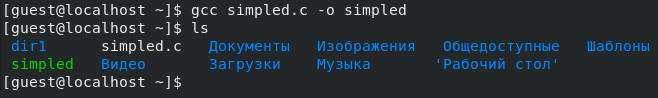 [guest@localhost ~]$ gcc simpled.c -o simpled
[guest@localhost ~]$ ls
dir1 simpled.c Документы Изображения Общедоступные Шаблоны
simpled Видео Загрузки Музыка 'Рабочий стол'
[guest@localhost ~]$